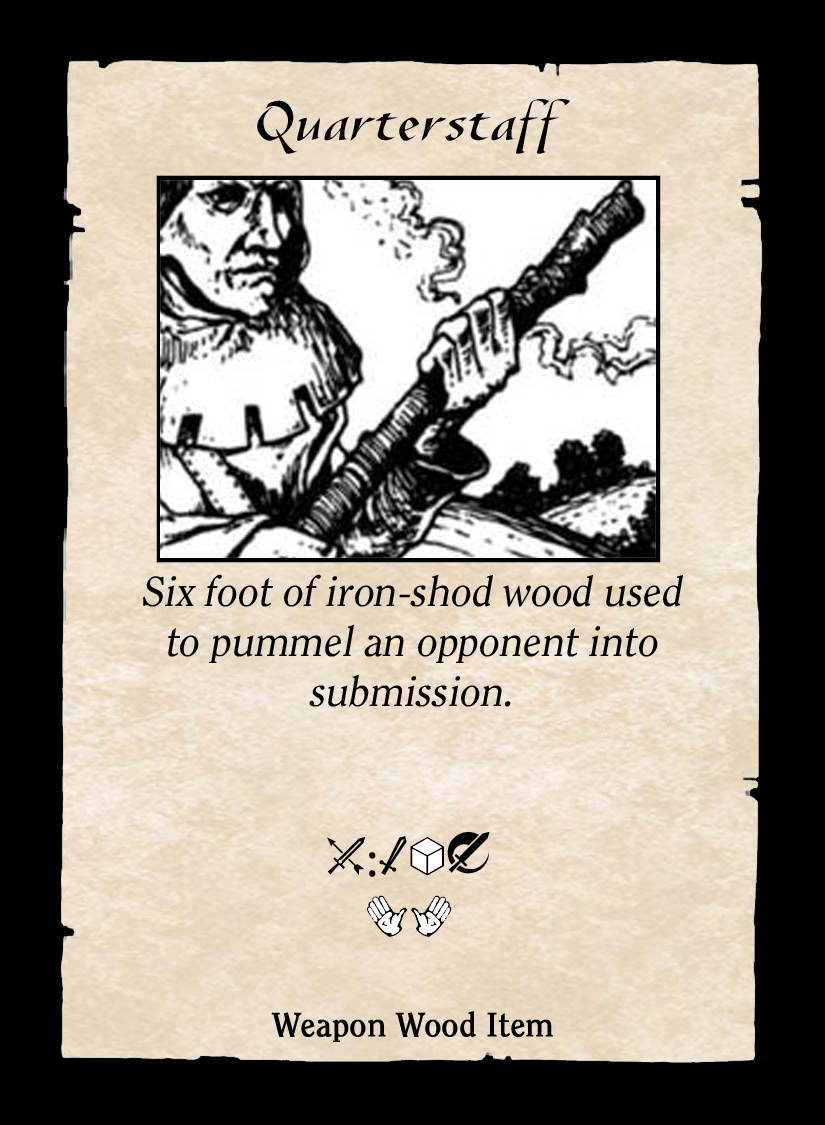 Quarterstaff
Six foot of iron-shod wood used
to pummel an opponent into
submission.
:
Weapon Wood Item